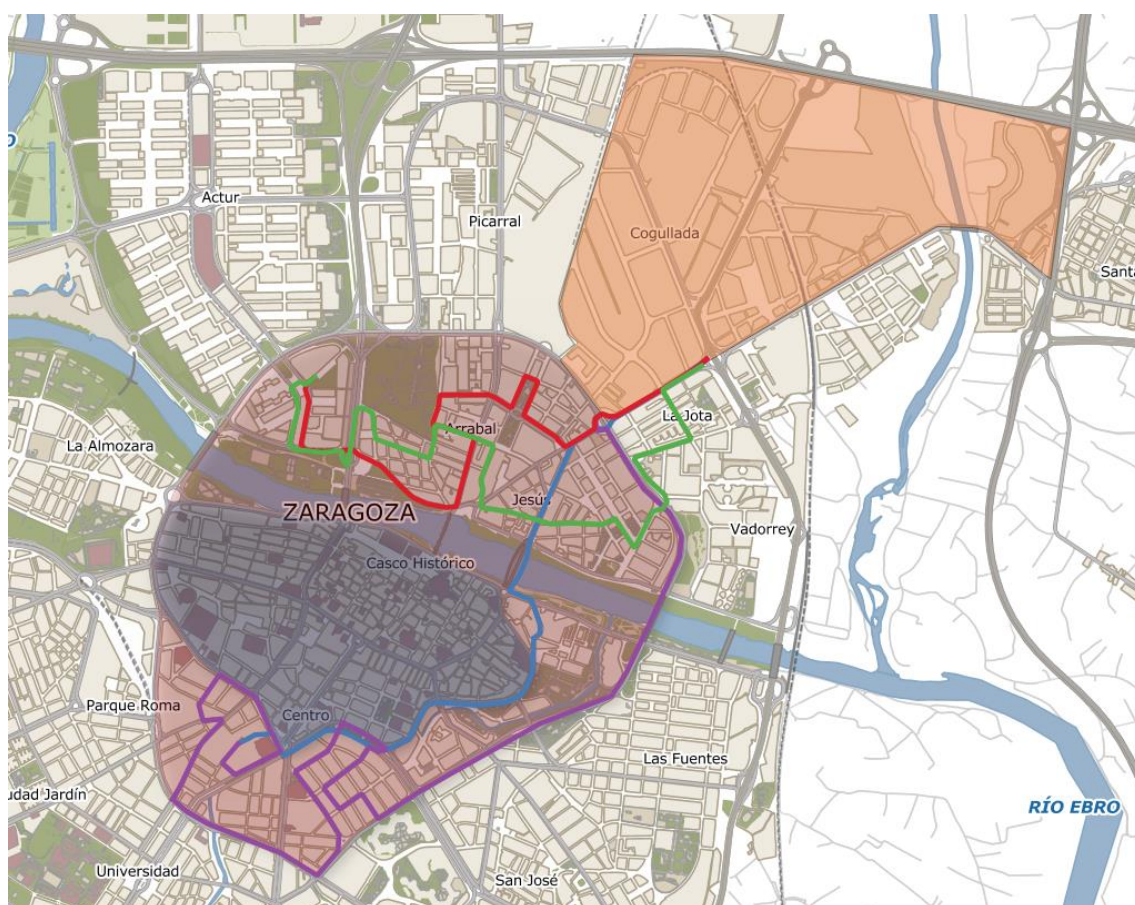 O
Actur
Picarral
Cogullada
Santa
La Jota
Arrabal
La Almozara
Jesús
ZARAGOZA
Vadorrey
Casco Histórico
Parque Roma
Centro
Las Fuentes
udad Jardín
RÍO EBRO
Universidad
San José